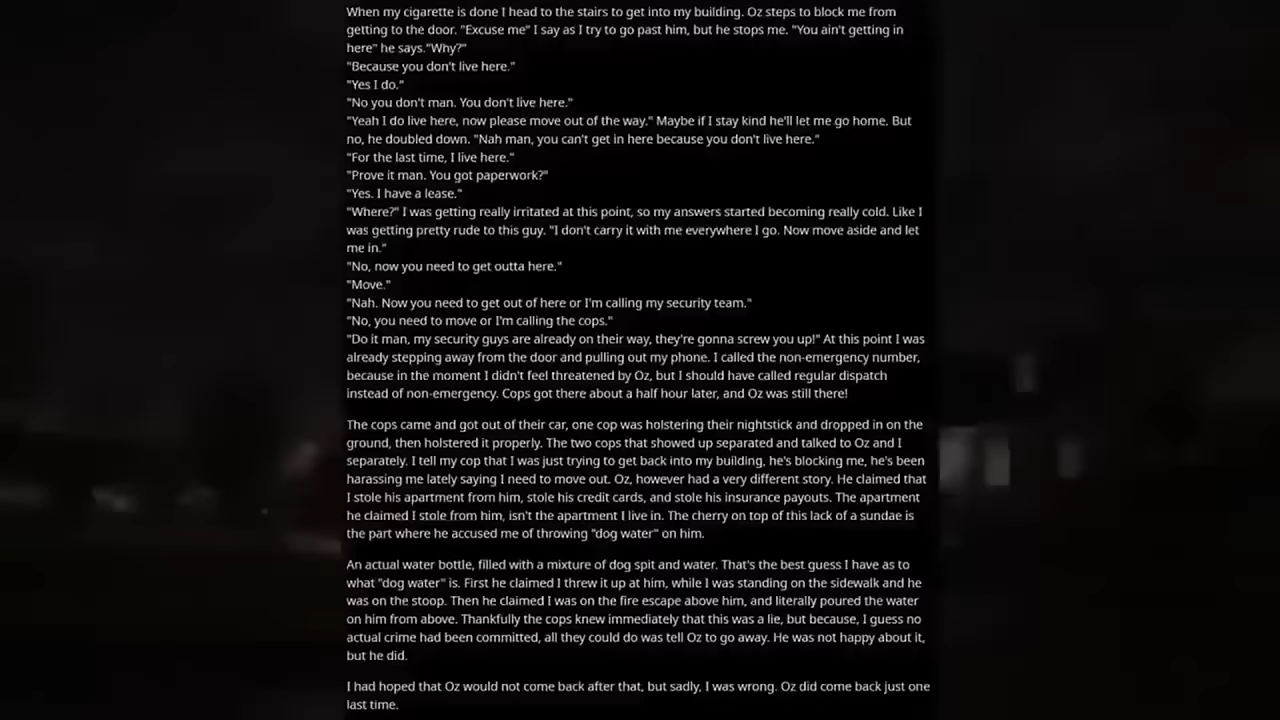 When my cigarette is done I head to the stairs to get into my building. Oz steps to block me from
getting to the door. "Excuse me" I say as I try to go past him, but he stops me. "You ain't getting in
here" he says."Why?"
"Because you don't live here."
"Yes I do."
"No you don't man. You don't live here."
"Yeah I do live here, now please move out of the way." Maybe if I stay kind he'll let me go home. But
no, he doubled down. "Nah man, you can't get in here because you don't live here."
"For the last time, I live here."
"Prove it man. You got paperwork?"
"Yes. I have a lease."
"Where?" I was getting really irritated at this point, so my answers started becoming really cold. Like I
was getting pretty rude to this guy. "I don't carry it with me everywhere I go. Now move aside and let
me in."
"No, now you need to get outta here."
"Move."
"Nah. Now you need to get out of here or I'm calling my security team."
"No, you need to move or I'm calling the cops."
"Do it man, my security guys are already on their way, they're gonna screw you up!" At this point I was
already stepping away from the door and pulling out my phone. I called the non-emergency number,
because in the moment I didn't feel threatened by Oz, but I should have called regular dispatch
instead of non-emergency. Cops got there about a half hour later, and Oz was still there!
The cops came and got out of their car, one cop was holstering their nightstick and dropped in on the
ground, then holstered it properly. The two cops that showed up separated and talked to Oz and I
separately. I tell my cop that I was just trying to get back into my building, he's blocking me, he's been
harassing me lately saying I need to move out. Oz, however had a very different story. He claimed that
I stole his apartment from him, stole his credit cards, and stole his insurance payouts. The apartment
he claimed I stole from him, isn't the apartment I live in. The cherry on top of this lack of a sundae is
the part where he accused me of throwing "dog water" on him.
An actual water bottle, filled with a mixture of dog spit and water. That's the best guess I have as to
what "dog water" is. First he claimed I threw it up at him, while I was standing on the sidewalk and he
was on the stoop. Then he claimed I was on the fire escape above him, and literally poured the water
on him from above. Thankfully the cops knew immediately that this was a lie, but because, I guess no
actual crime had been committed, all they could do was tell Oz to go away. He was not happy about it,
but he did.
I had hoped that Oz would not come back after that, but sadly, I was wrong. Oz did come back just one
last time.